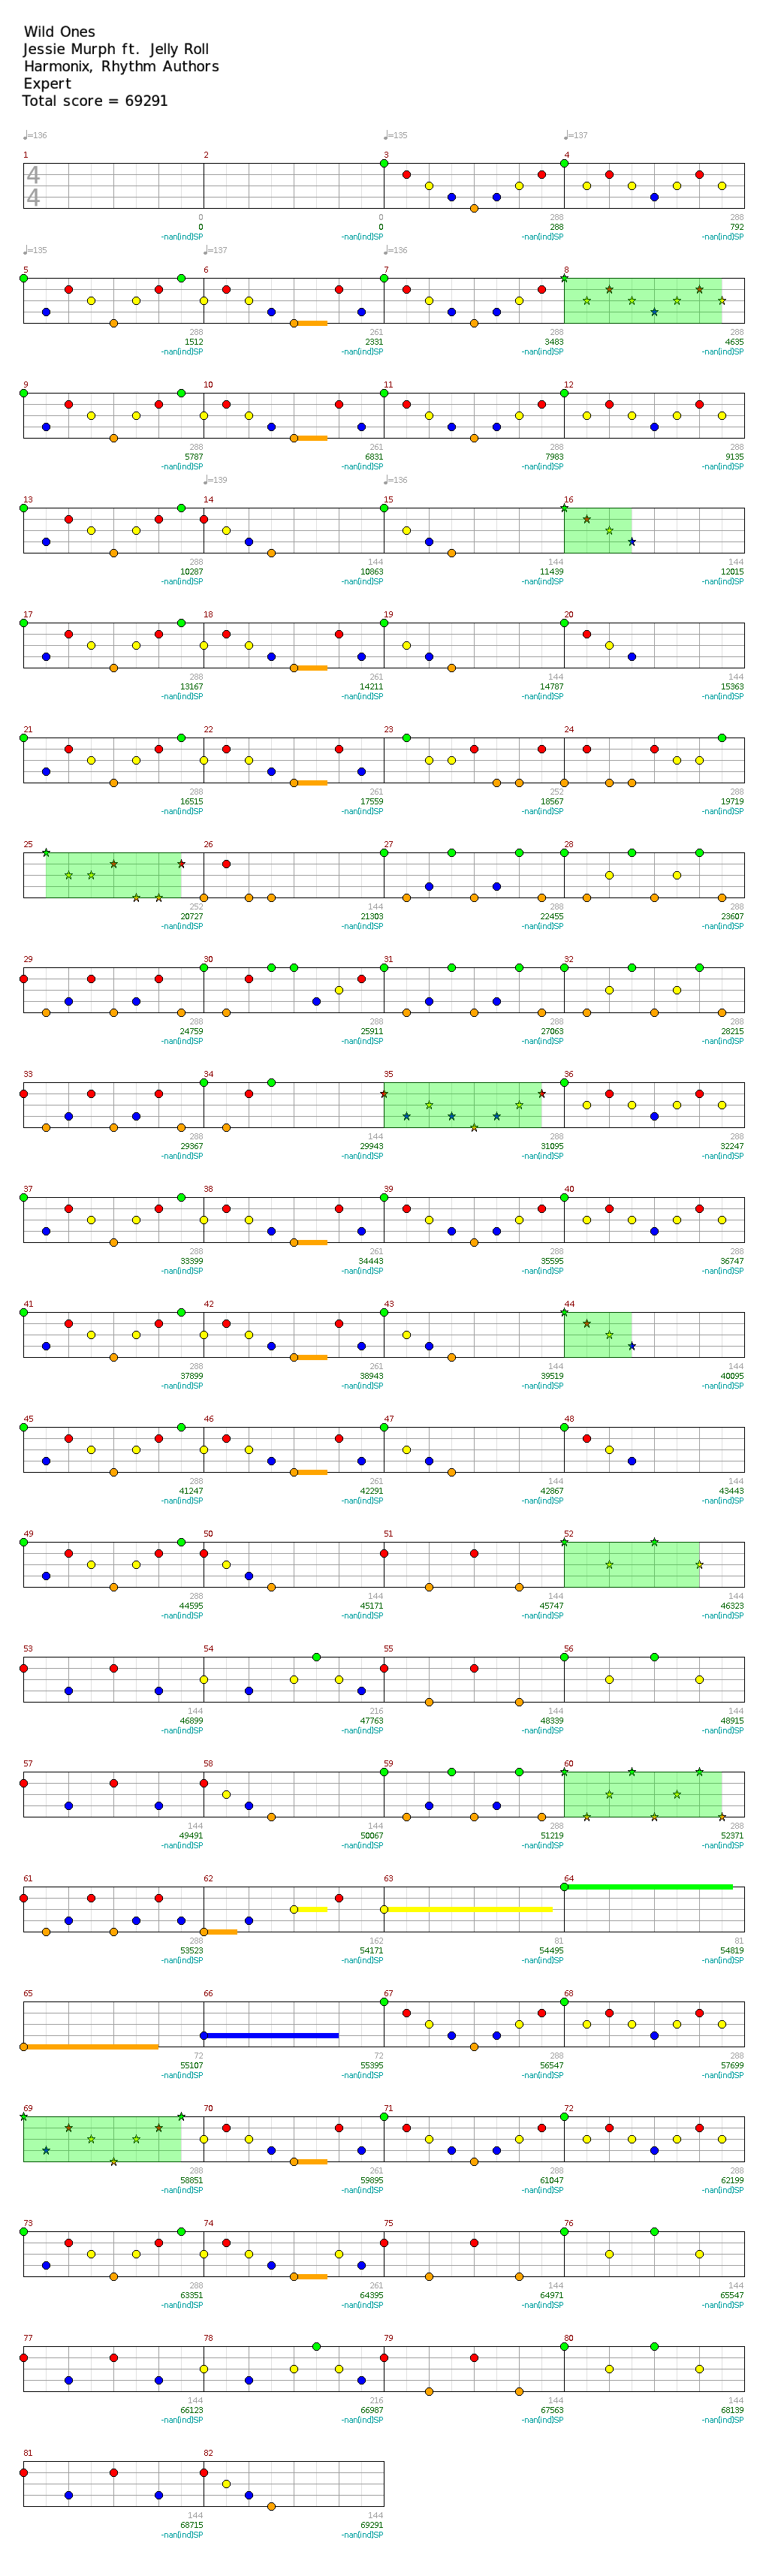 Wild Ones
Jessie Murph ft. Jelly Roll
Harmonix, Rhythm Authors
Expert
Total score = 69291
♩=136 ♩=135 ♩=137
1 2 3 4
4
4
0 0 288 288
0 0 288 792
-nan(ind)SP -nan(ind)SP -nan(ind)SP -nan(ind)SP
♩=135 ♩=137 ♩=136
5 6 7 8
288 261 288 288
1512 2331 3483 4635
-nan(ind)SP -nan(ind)SP -nan(ind)SP -nan(ind)SP
9 10 11 12
288 261 288 288
5787 6831 7983 9135
-nan(ind)SP -nan(ind)SP -nan(ind)SP -nan(ind)SP
♩=139 ♩=136
13 14 15 16
288 144 144 144
10287 10863 11439 12015
-nan(ind)SP -nan(ind)SP -nan(ind)SP -nan(ind)SP
17 18 19 20
288 261 144 144
13167 14211 14787 15363
-nan(ind)SP -nan(ind)SP -nan(ind)SP -nan(ind)SP
21 22 23 24
288 261 252 288
16515 17559 18567 19719
-nan(ind)SP -nan(ind)SP -nan(ind)SP -nan(ind)SP
25 26 27 28
252 144 288 288
20727 21303 22455 23607
-nan(ind)SP -nan(ind)SP -nan(ind)SP -nan(ind)SP
29 30 31 32
288 288 288 288
24759 25911 27063 28215
-nan(ind)SP -nan(ind)SP -nan(ind)SP -nan(ind)SP
33 34 35 36
288 144 288 288
29367 29943 31095 32247
-nan(ind)SP -nan(ind)SP -nan(ind)SP -nan(ind)SP
37 38 39 40
288 261 288 288
33399 34443 35595 36747
-nan(ind)SP -nan(ind)SP -nan(ind)SP -nan(ind)SP
41 42 43 44
288 261 144 144
37899 38943 39519 40095
-nan(ind)SP -nan(ind)SP -nan(ind)SP -nan(ind)SP
45 46 47 48
288 261 144 144
41247 42291 42867 43443
-nan(ind)SP -nan(ind)SP -nan(ind)SP -nan(ind)SP
49 50 51 52
288 144 144 144
44595 45171 45747 46323
-nan(ind)SP -nan(ind)SP -nan(ind)SP -nan(ind)SP
53 54 55 56
144 216 144 144
46899 47763 48339 48915
-nan(ind)SP -nan(ind)SP -nan(ind)SP -nan(ind)SP
57 58 59 60
144 144 288 288
49491 50067 51219 52371
-nan(ind)SP -nan(ind)SP -nan(ind)SP -nan(ind)SP
61 62 63 64
288 162 81 81
53523 54171 54495 54819
-nan(ind)SP -nan(ind)SP -nan(ind)SP -nan(ind)SP
65 66 67 68
72 72 288 288
55107 55395 56547 57699
-nan(ind)SP -nan(ind)SP -nan(ind)SP -nan(ind)SP
69 70 71 72
288 261 288 288
58851 59895 61047 62199
-nan(ind)SP -nan(ind)SP -nan(ind)SP -nan(ind)SP
73 74 75 76
288 261 144 144
63351 64395 64971 65547
-nan(ind)SP -nan(ind)SP -nan(ind)SP -nan(ind)SP
77 78 79 80
144 216 144 144
66123 66987 67563 68139
-nan(ind)SP -nan(ind)SP -nan(ind)SP -nan(ind)SP
81 82
144 144
68715 69291
-nan(ind)SP -nan(ind)SP